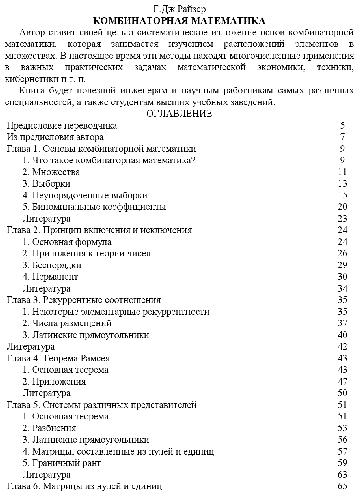 Г. Дж Райзер
КОМБИНАТОРНАЯ МАТЕМАТИКА
Автор ставит своей целью систематическое изложение основ комбинаторной
математики, которая занимается изучением расположений элементов в
множествах. В настоящее время эти методы находят многочисленные применения
в важных практических задачах математической экономики, техники,
кибернетики и т. п.
Книга будет полезной инженерам и научным работникам самых различных
специальностей, а также студентам высших учебных заведений.
ОГЛАВЛЕНИЕ
Предисловие переводчика 5
Из предисловия автора 7
Глава 1. Основы комбинаторной математики 9
1. Что такое комбинаторная математика? 9
2. Множества 11
3. Выборки 13
4. Неупорядоченные выборки 5
5. Биноминальные коэффициенты 20
Литература 23
Глава 2. Принцип включения и исключения 24
1. Основная формула 24
2. Приложения к теории чисел 26
3. Беспорядки 29
4. Перманент 30
Литература 34
Глава 3. Рекуррентные соотношения 35
1. Некоторые элементарные рекуррентности 35
2. Числа размещений 37
3. Латинские прямоугольники 40
Литература 42
Глава 4. Теорема Рамсея 43
1. Основная теорема 43
2. Приложения 47
Литература 50
Глава 5. Системы различных представителей 51
1. Основная теорема 51
2. Разбиения 53
3. Латинские прямоугольники 56
4. Матрицы, составленные из нулей и единиц 57
5. Граничный ранг 59
Литература 63
Глава 6. Матрицы из нулей и единиц 65